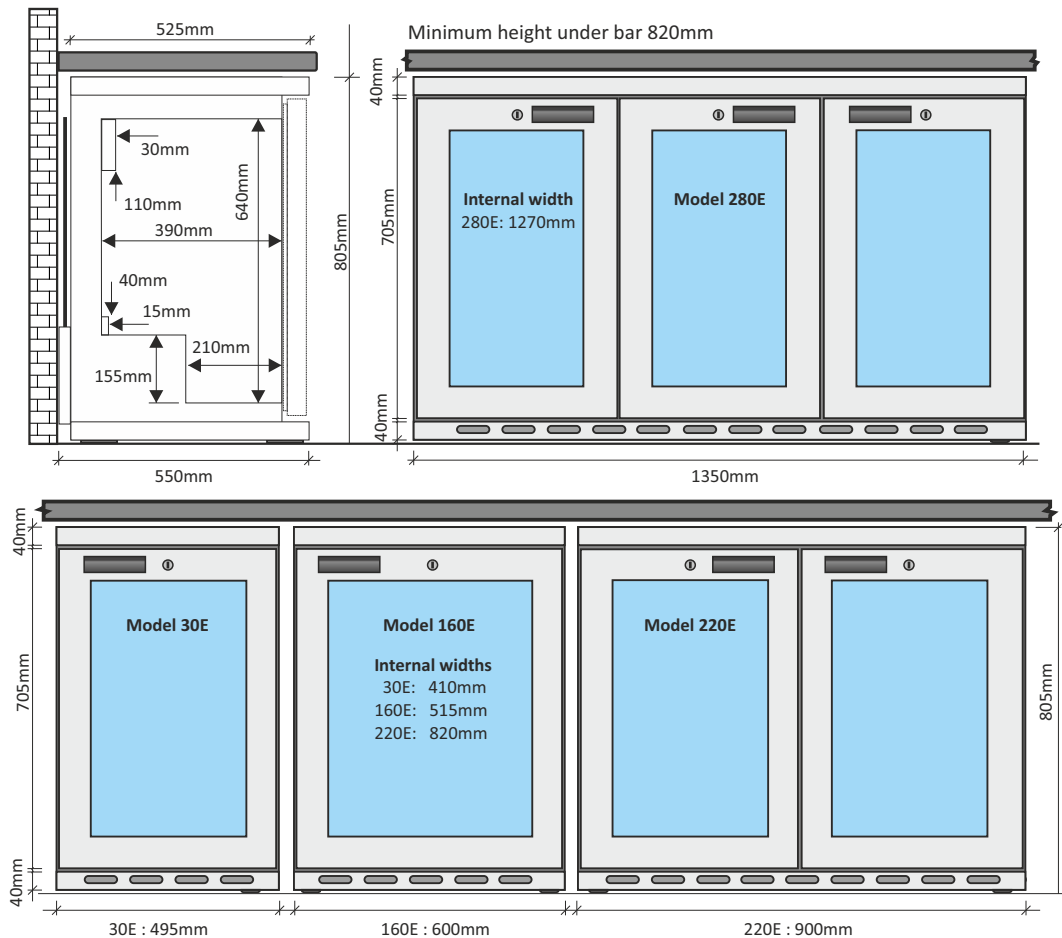 525mm
Minimum height under bar 820mm
40mm
30mm
110mm
640mm
390mm
805mm
705mm
Internal width
280E: 1270mm
Model 280E
40mm
15mm
210mm
155mm
40mm
550mm
1350mm
40mm
Model 30E
Model 160E
Model 220E
Internal widths
30E: 410mm
160E: 515mm
220E: 820mm
705mm
805mm
40mm
30E : 495mm
160E : 600mm
220E : 900mm